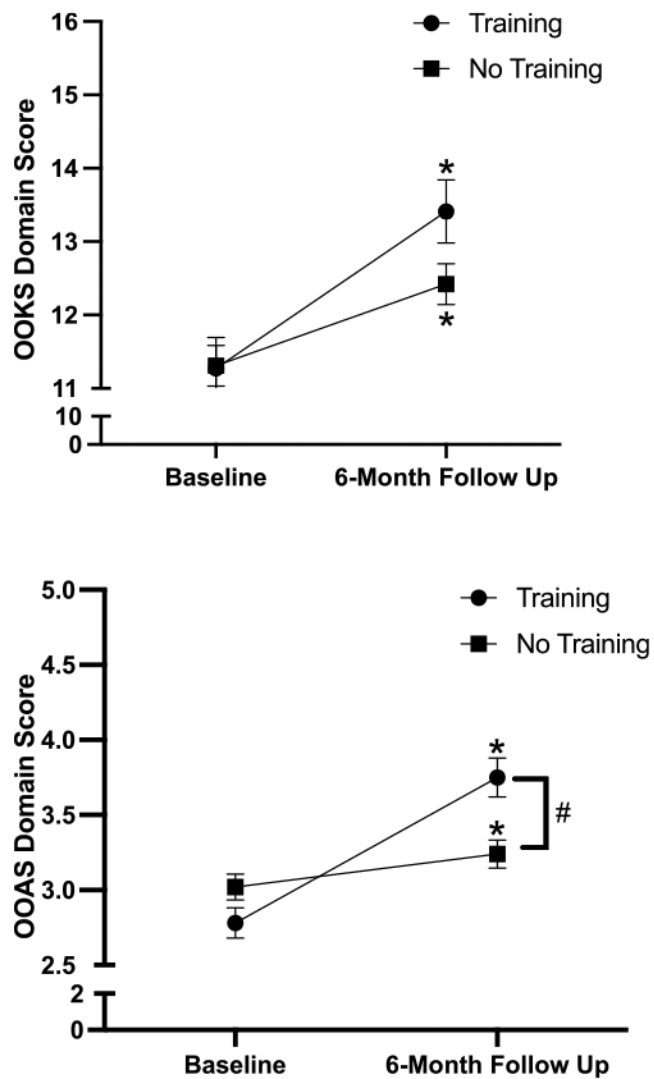 Training
No Training
OOKS Domain Score
16
15
14
13
12
11
10
0
*
*
Baseline
6-Month Follow Up
Training
No Training
OOAS Domain Score
5.0
4.5
4.0
3.5
3.0
2.5
2
0
*
*
#
Baseline
6-Month Follow Up